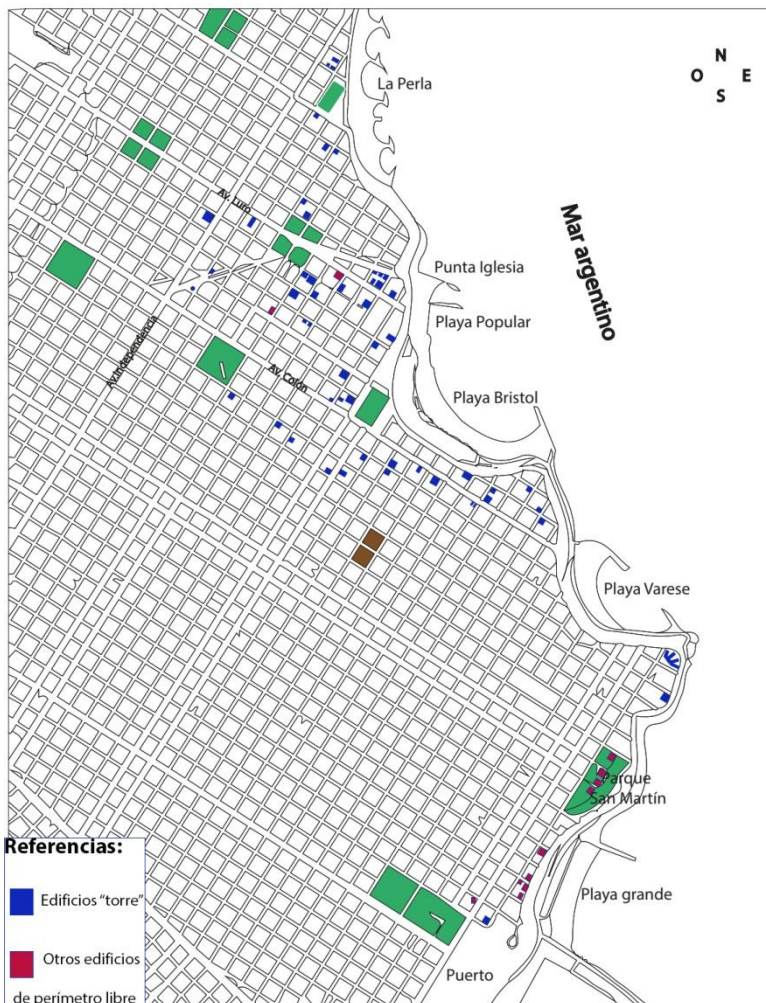 N
O E
S
La Perla
Mar argentino
Av. Luro
Punta Iglesia
Playa Popular
Av.Independencia
Av. Colón
Playa Bristol
Playa Varese
Parque
San Martín
Playa grande
Puerto
Referencias:
Edificios "torre"
Otros edificios
de perímetro libre